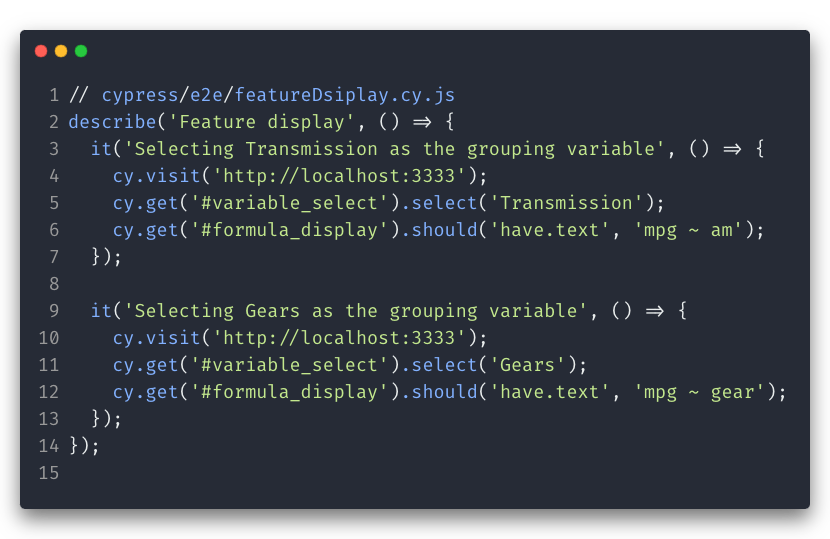 1 // cypress/e2e/featureDsiplay.cy.js
2 describe('Feature display', () => {
3   it('Selecting Transmission as the grouping variable', () => {
4     cy.visit('http://localhost:3333');
5     cy.get('#variable_select').select('Transmission');
6     cy.get('#formula_display').should('have.text', 'mpg ~ am');
7   });
8
9   it('Selecting Gears as the grouping variable', () => {
10     cy.visit('http://localhost:3333');
11     cy.get('#variable_select').select('Gears');
12     cy.get('#formula_display').should('have.text', 'mpg ~ gear');
13   });
14 });
15